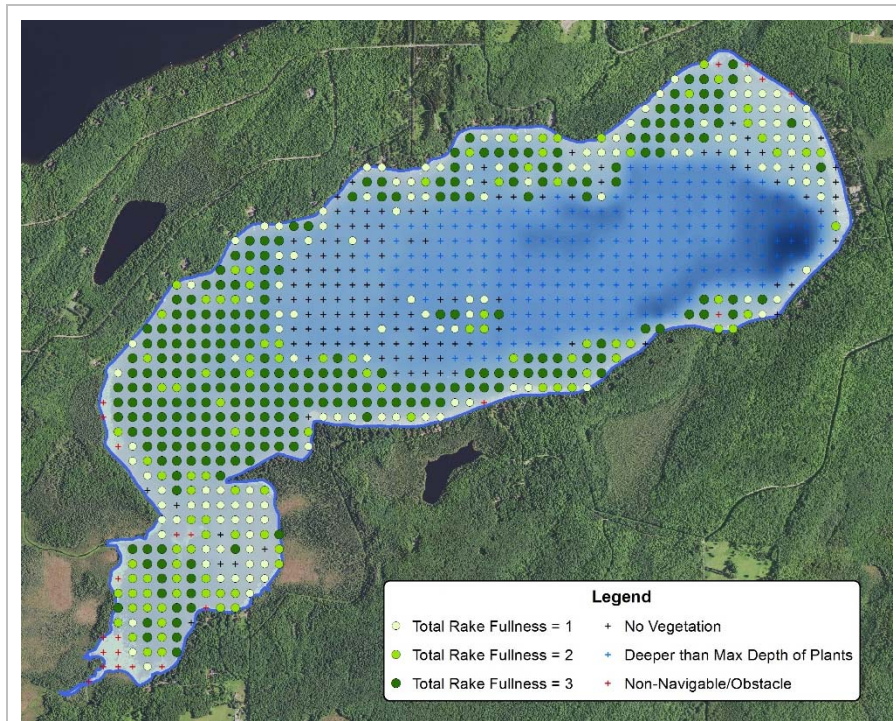 Legend
Total Rake Fullness = 1
Total Rake Fullness = 2
Total Rake Fullness = 3
No Vegetation
Deeper than Max Depth of Plants
Non-Navigable/Obstacle